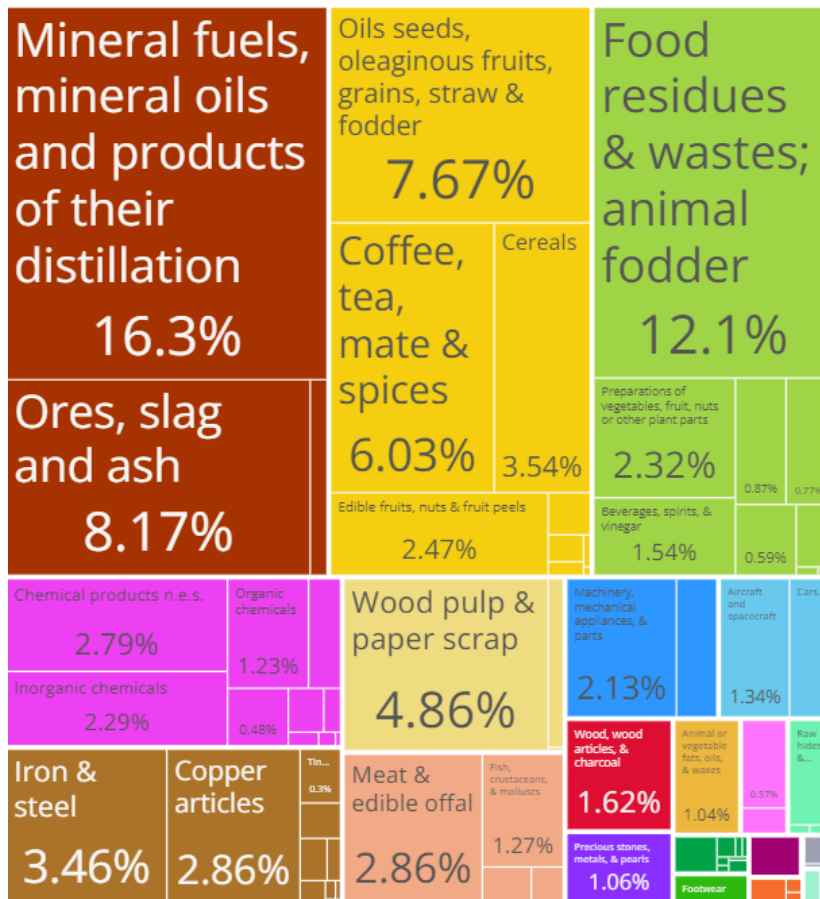 Mineral fuels,
mineral oils
and products
of their
distillation
16.3%
Ores, slag
and ash
8.17%
Oils seeds,
oleaginous fruits,
grains, straw &
fodder
7.67%
Coffee,
tea,
mate &
spices
6.03%
Cereals
3.54%
Edible fruits, nuts & fruit peels
2.47%
Food
residues
& wastes;
animal
fodder
12.1%
Preparations of
vegetables, fruit, nuts
or other plant parts
2.32%
0.87%
0.77%
Beverages, spirits, &
vinegar
1.54%
0.59%
Chemical products n.e.s.
2.79%
Organic
chemicals
1.23%
Inorganic chemicals
2.29%
0.48%
Wood pulp &
paper scrap
4.86%
Machinery,
mechanical
appliances, &
parts
2.13%
Aircraft
and
spacecraft
1.34%
Cars,
Iron &
steel
3.46%
Copper
articles
2.86%
Tin...
0.3%
Meat &
edible offal
2.86%
Fish,
crustaceans,
& molluscs
1.27%
Wood, wood
articles, &
charcoal
1.62%
Animal or
vegetable
fats, oils,
& waxes
1.04%
0.57%
Raw
hides
&...
Precious stones,
metals, & pearls
1.06%
Footwear